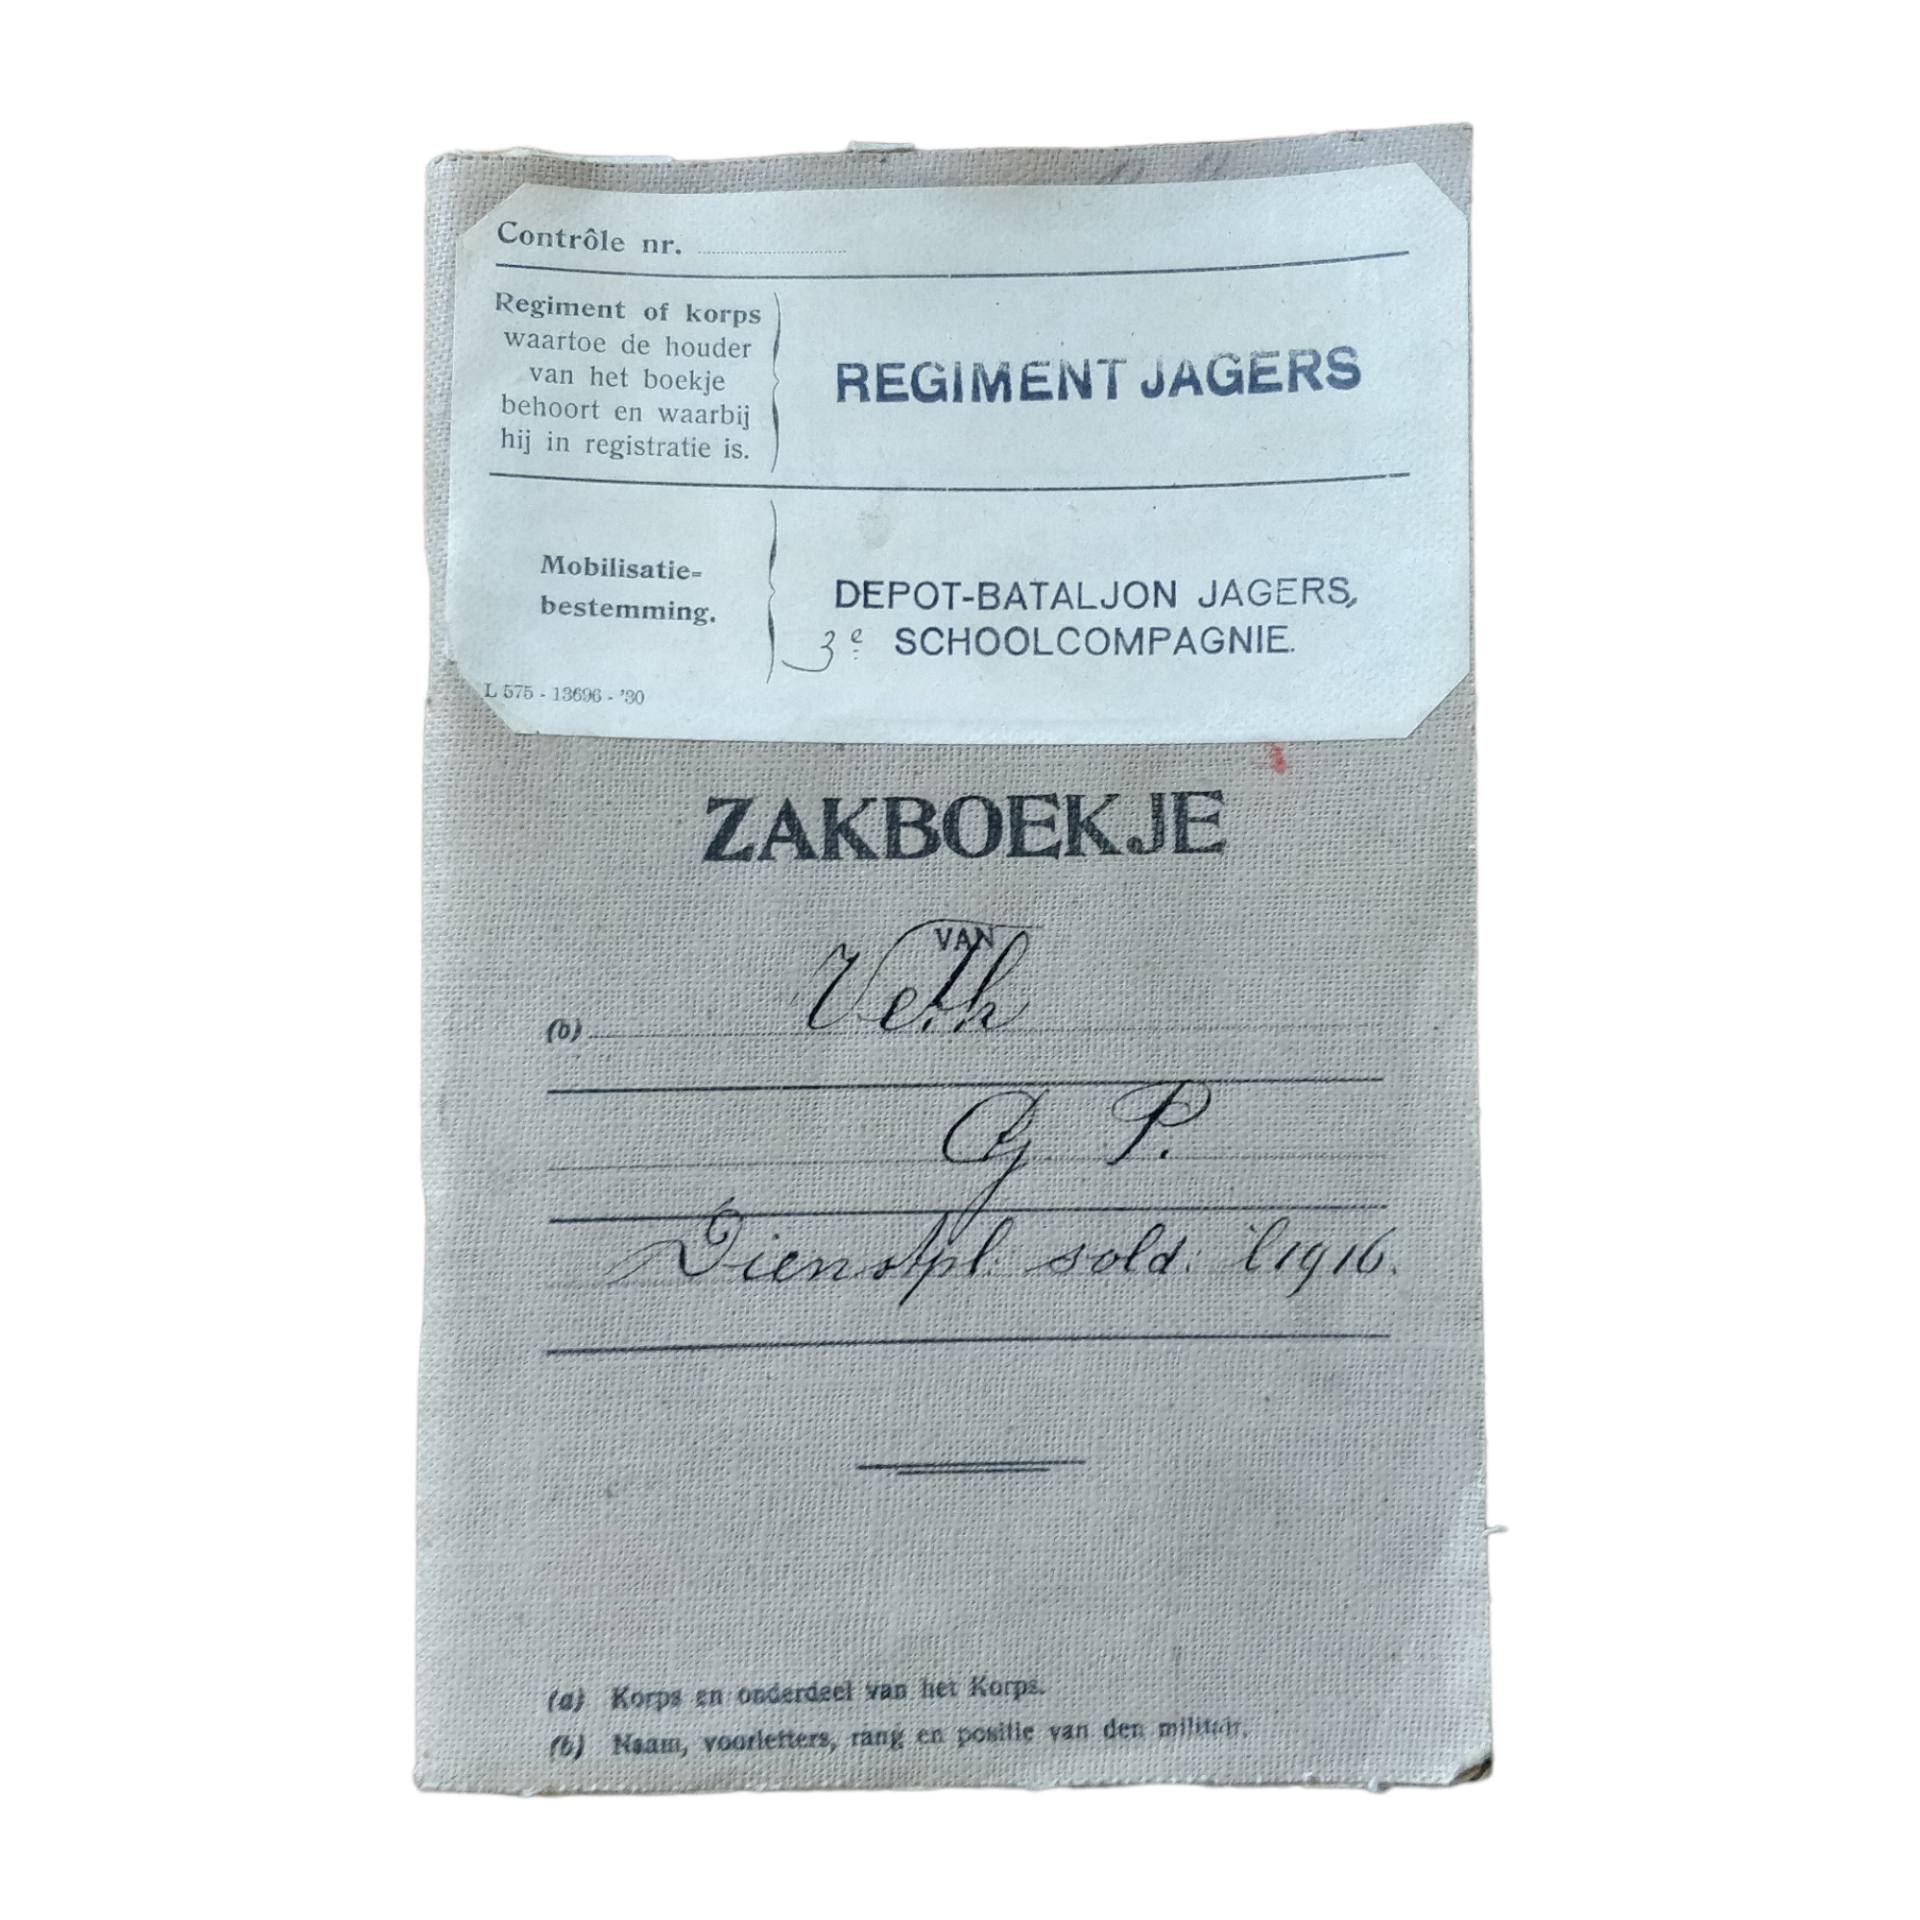 Contrôle nr.
Regiment of korps
waartoe de houder
van het boekje
behoort en waarbij
hij in registratie is.
REGIMENT JAGERS
Mobilisatie=
bestemming.
DEPOT-BATALJON JAGERS,
3e SCHOOLCOMPAGNIE.
L 575 - 13696 - '30
ZAKBOEKJE
VAN
(b) Veth
G P.
Dienstpl. sold. l1916.
(a) Korps en onderdeel van het Korps.
(b) Naam, voorletters, rang en positie van den militair.